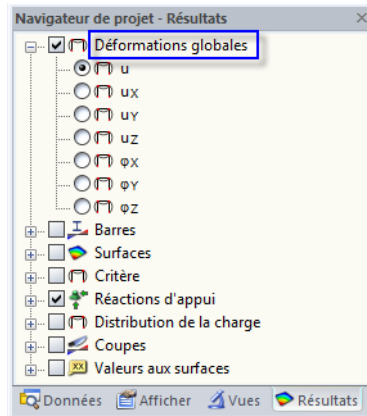 Navigateur de projet - Résultats
Déformations globales
u
uX
uY
uZ
φX
φY
φZ
Barres
Surfaces
Critère
Réactions d'appui
Distribution de la charge
Coupes
xx Valeurs aux surfaces
Données Afficher Vues Résultats